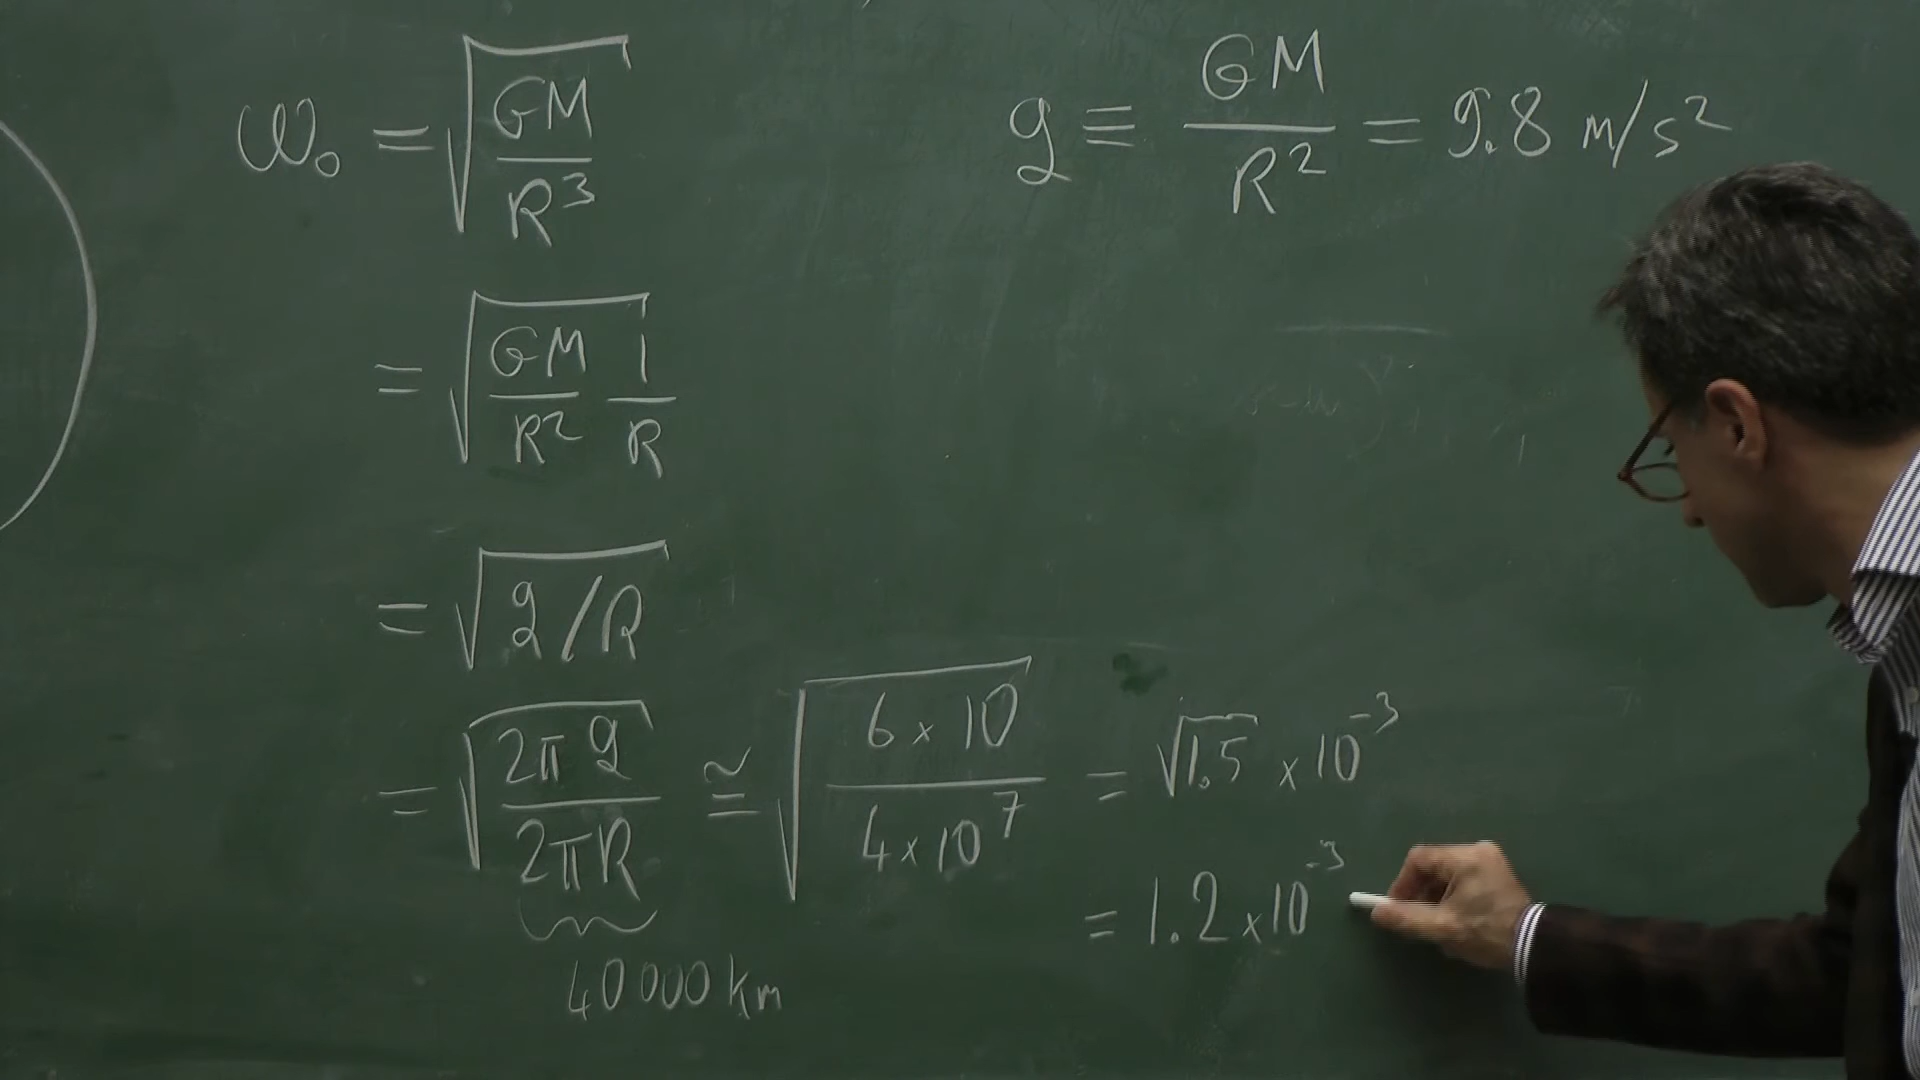 ω₀ = √(GM/R³)
g ≡ GM/R² = 9.8 m/s²
= √(GM/R² 1/R)
= √(g/R)
= √(2πg/2πR) ≅ √(6×10/4×10⁷) = √1.5 × 10⁻³
= 1.2×10⁻³
40000 km